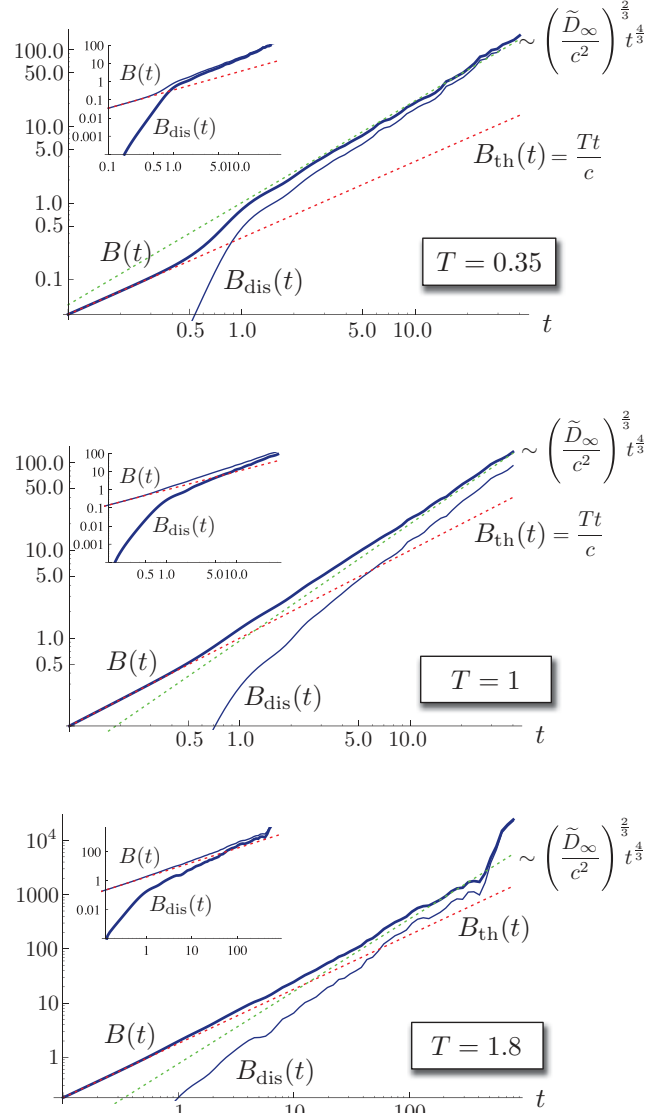 100.0
50.0
10.0
5.0
1.0
0.5
0.1
0.5 1.0 5.0 10.0 t
100
10
1
0.1
0.01
0.001
0.1 0.5 1.0 5.0 10.0
B(t)
B_dis(t)
∼ (D̃_∞/c²)^{2/3} t^{4/3}
B_th(t) = Tt/c
B(t)
B_dis(t)
T = 0.35
100.0
50.0
10.0
5.0
1.0
0.5
0.5 1.0 5.0 10.0 t
100
10
1
0.1
0.01
0.001
0.5 1.0 5.0 10.0
B(t)
B_dis(t)
∼ (D̃_∞/c²)^{2/3} t^{4/3}
B_th(t) = Tt/c
B(t)
B_dis(t)
T = 1
10⁴
1000
100
10
1
1 10 100 t
100
1
0.01
1 10 100
B(t)
B_dis(t)
∼ (D̃_∞/c²)^{2/3} t^{4/3}
B_th(t)
B(t)
B_dis(t)
T = 1.8